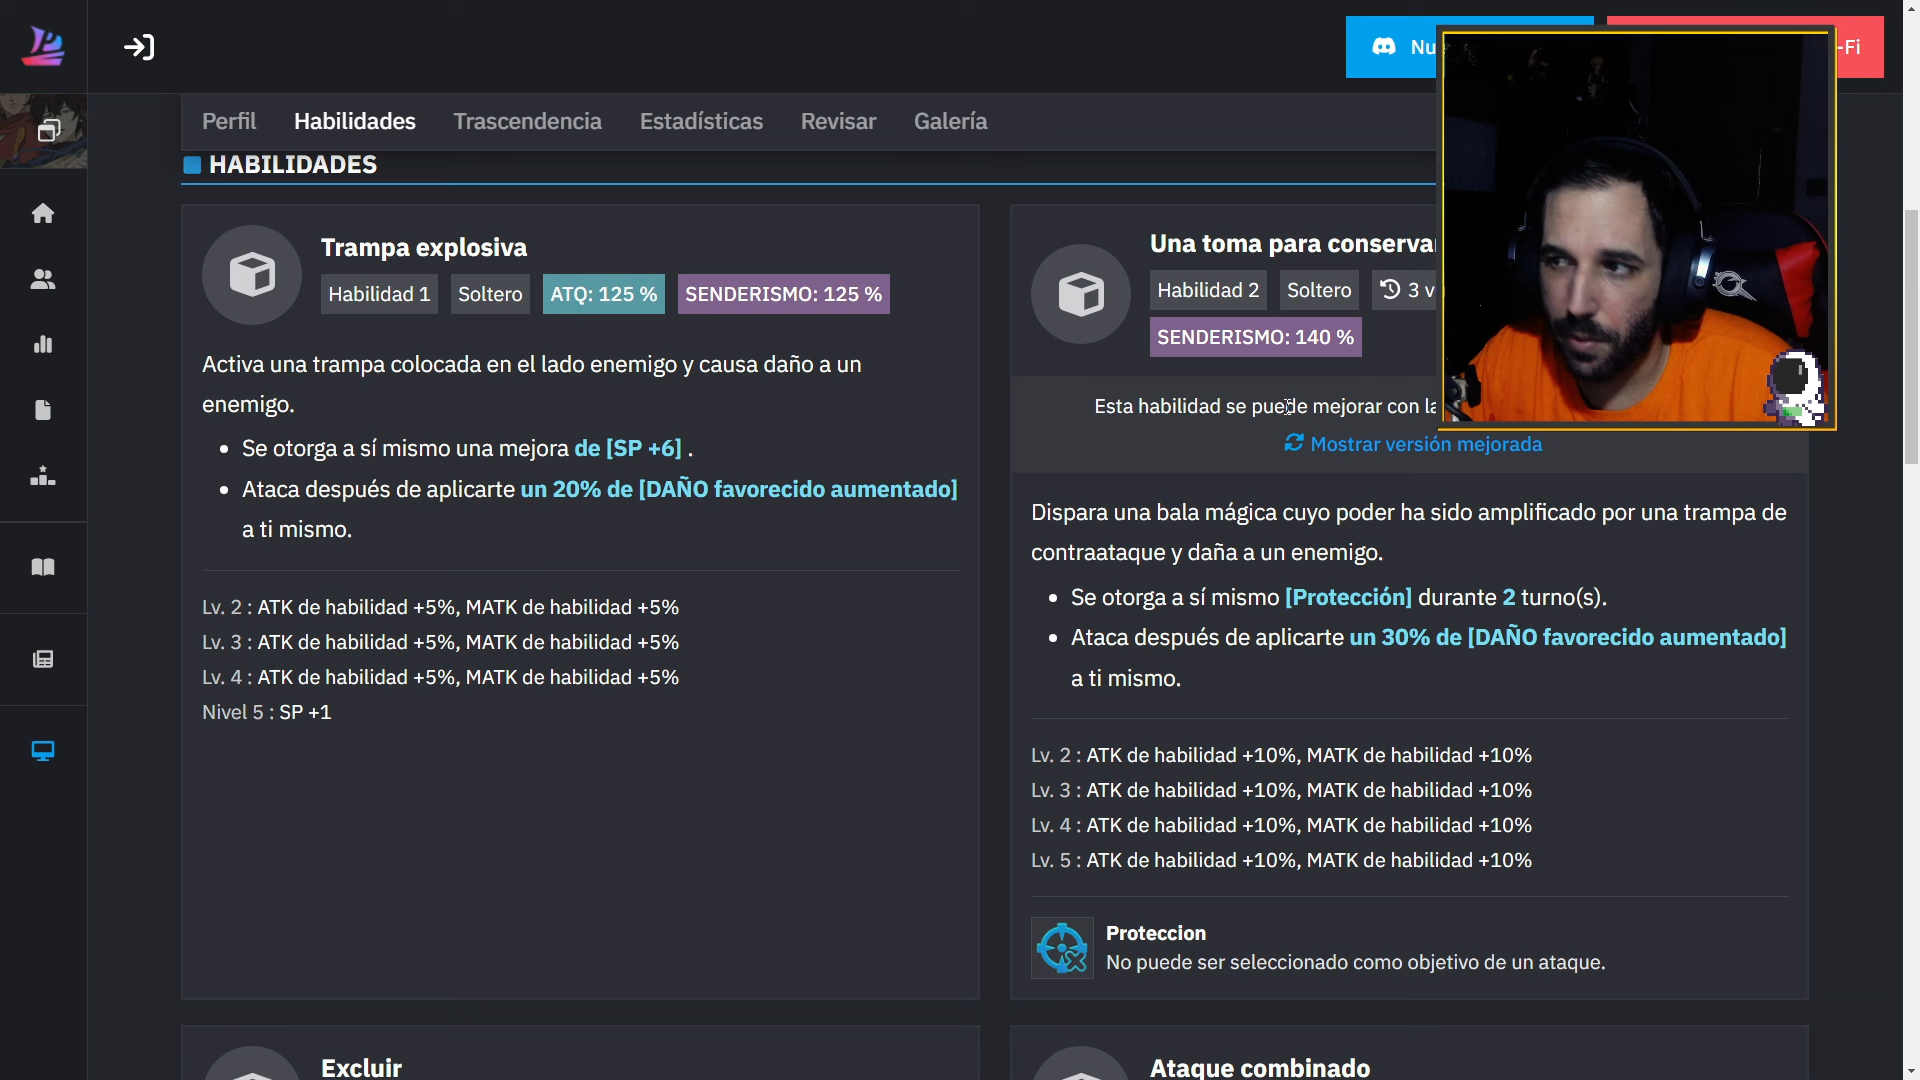 Nu
-Fi
Perfil Habilidades Trascendencia Estadísticas Revisar Galería
HABILIDADES
Trampa explosiva
Habilidad 1 Soltero ATQ: 125 % SENDERISMO: 125 %
Activa una trampa colocada en el lado enemigo y causa daño a un
enemigo.
Se otorga a sí mismo una mejora de [SP +6] .
Ataca después de aplicarte un 20% de [DAÑO favorecido aumentado]
a ti mismo.
Lv. 2 : ATK de habilidad +5%, MATK de habilidad +5%
Lv. 3 : ATK de habilidad +5%, MATK de habilidad +5%
Lv. 4 : ATK de habilidad +5%, MATK de habilidad +5%
Nivel 5 : SP +1
Una toma para conserva
Habilidad 2 Soltero 3 v
SENDERISMO: 140 %
Esta habilidad se puede mejorar con la
Mostrar versión mejorada
Dispara una bala mágica cuyo poder ha sido amplificado por una trampa de
contraataque y daña a un enemigo.
Se otorga a sí mismo [Protección] durante 2 turno(s).
Ataca después de aplicarte un 30% de [DAÑO favorecido aumentado]
a ti mismo.
Lv. 2 : ATK de habilidad +10%, MATK de habilidad +10%
Lv. 3 : ATK de habilidad +10%, MATK de habilidad +10%
Lv. 4 : ATK de habilidad +10%, MATK de habilidad +10%
Lv. 5 : ATK de habilidad +10%, MATK de habilidad +10%
Proteccion
No puede ser seleccionado como objetivo de un ataque.
Excluir
Ataque combinado